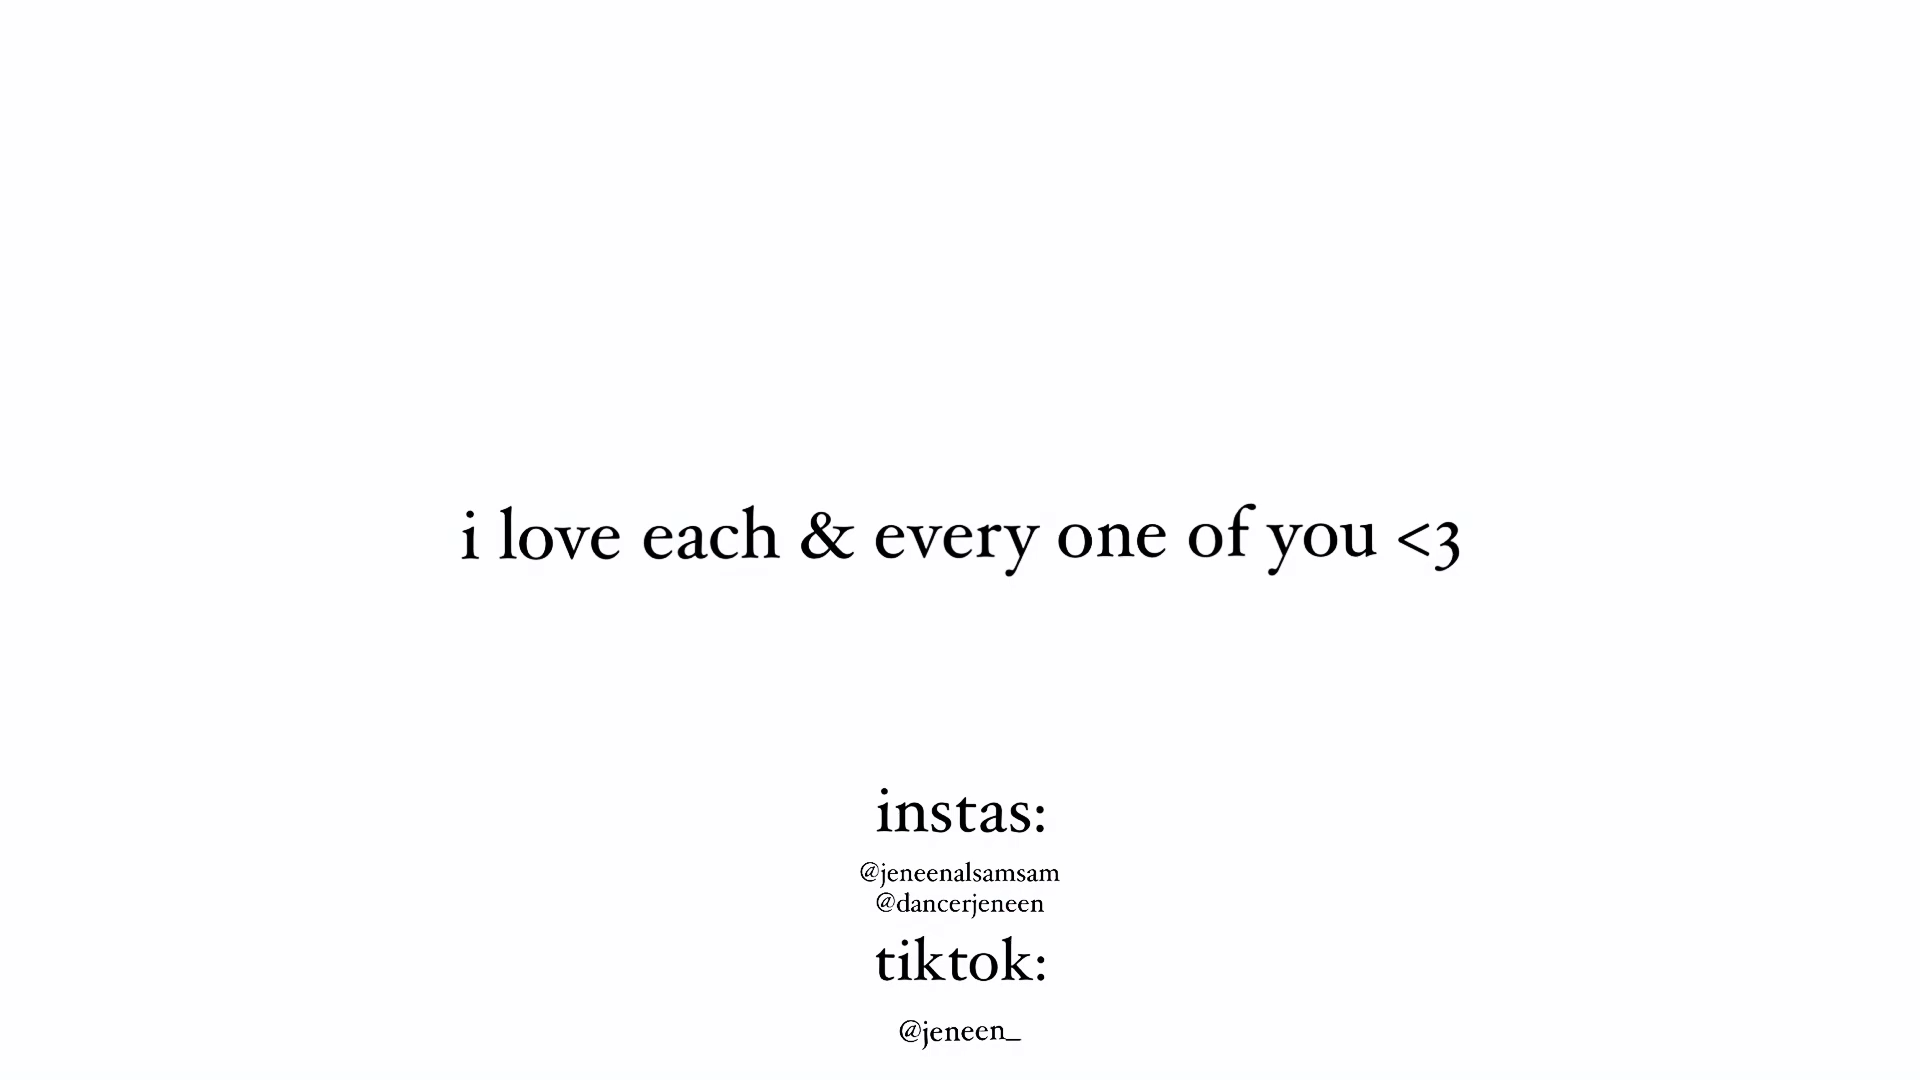 i love each & every one of you <3
instas:
@jeneenalsamsam
@dancerjeneen
tiktok:
@jeneen_